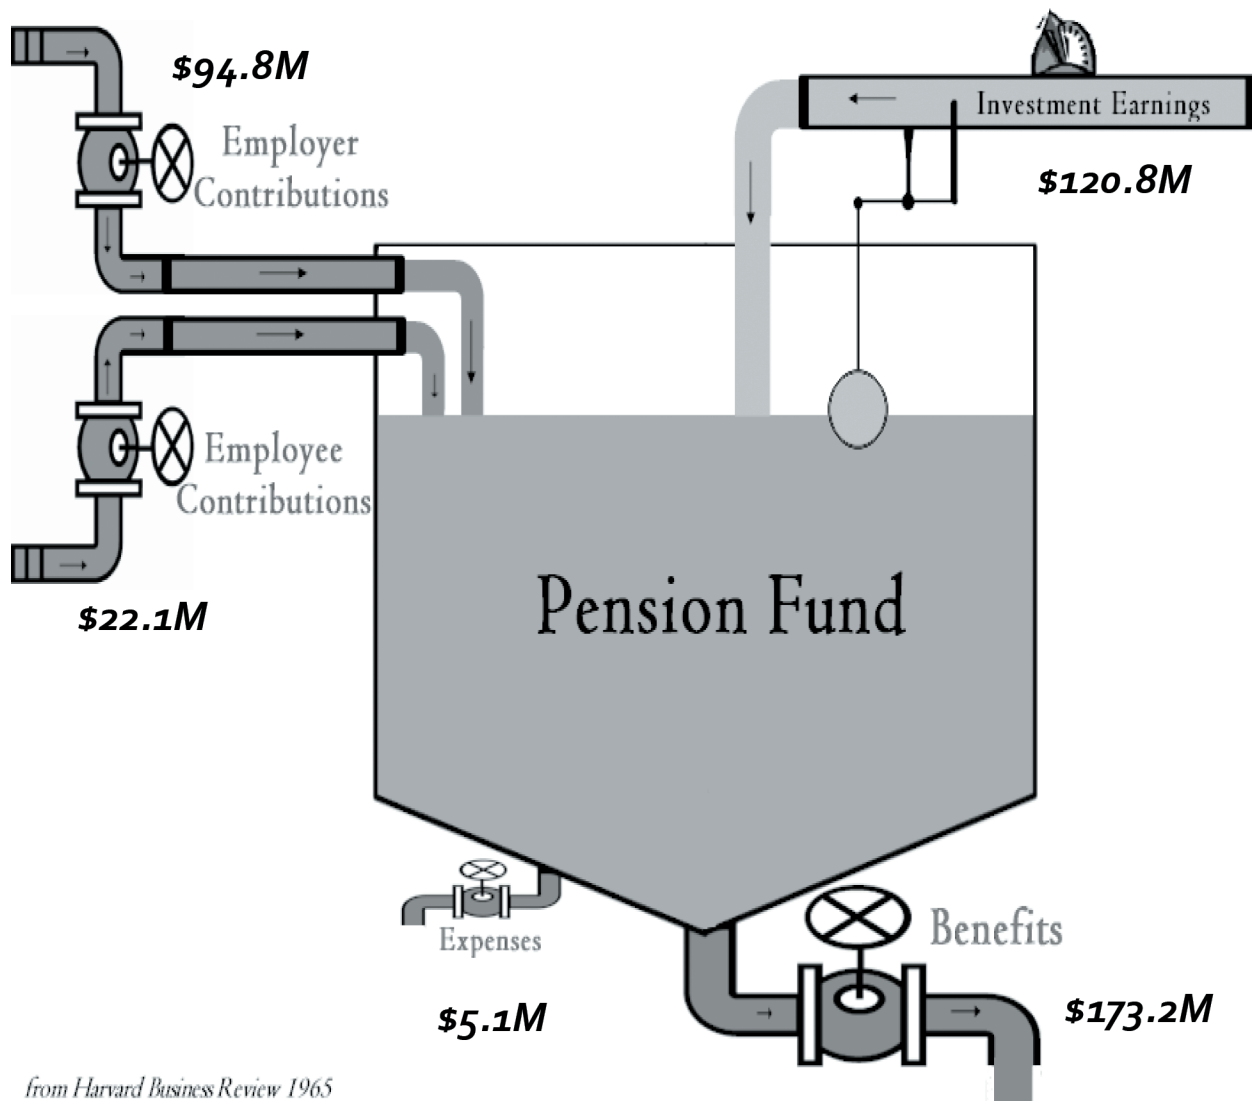 $94.8M
Employer
Contributions
Investment Earnings
$120.8M
Employee
Contributions
$22.1M
Pension Fund
Expenses
$5.1M
Benefits
$173.2M
from Harvard Business Review 1965